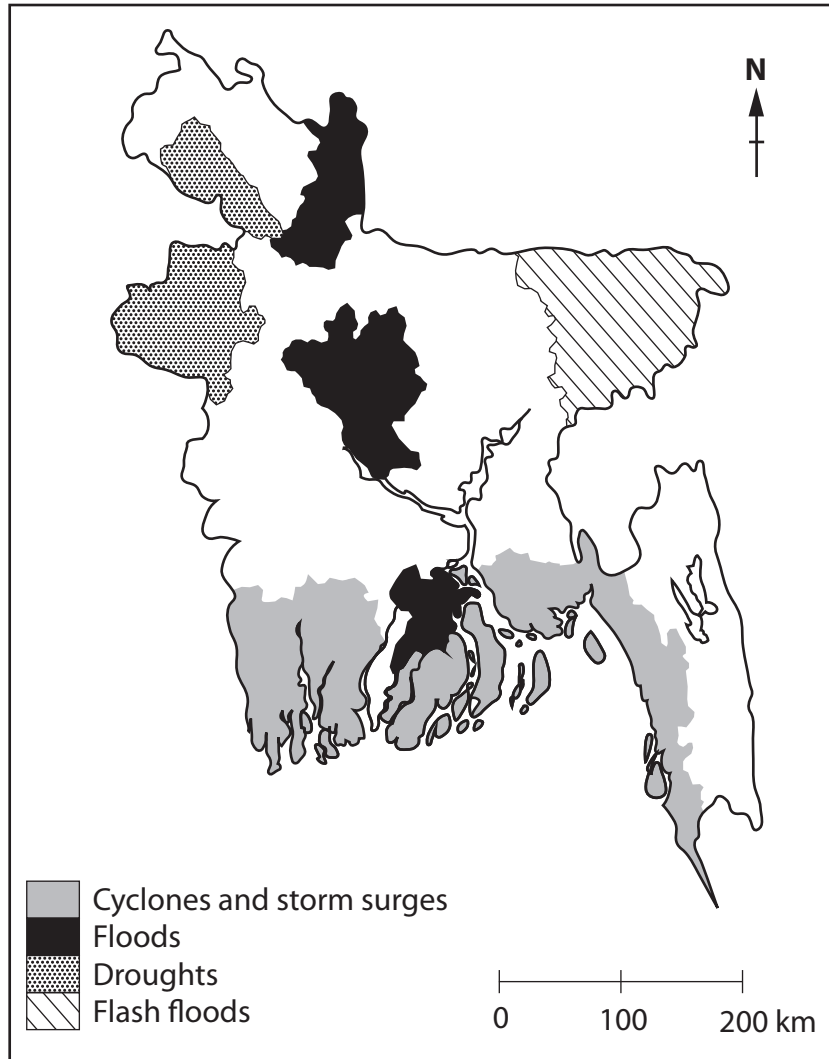 N
Cyclones and storm surges
Floods
Droughts
Flash floods
0 100 200 km